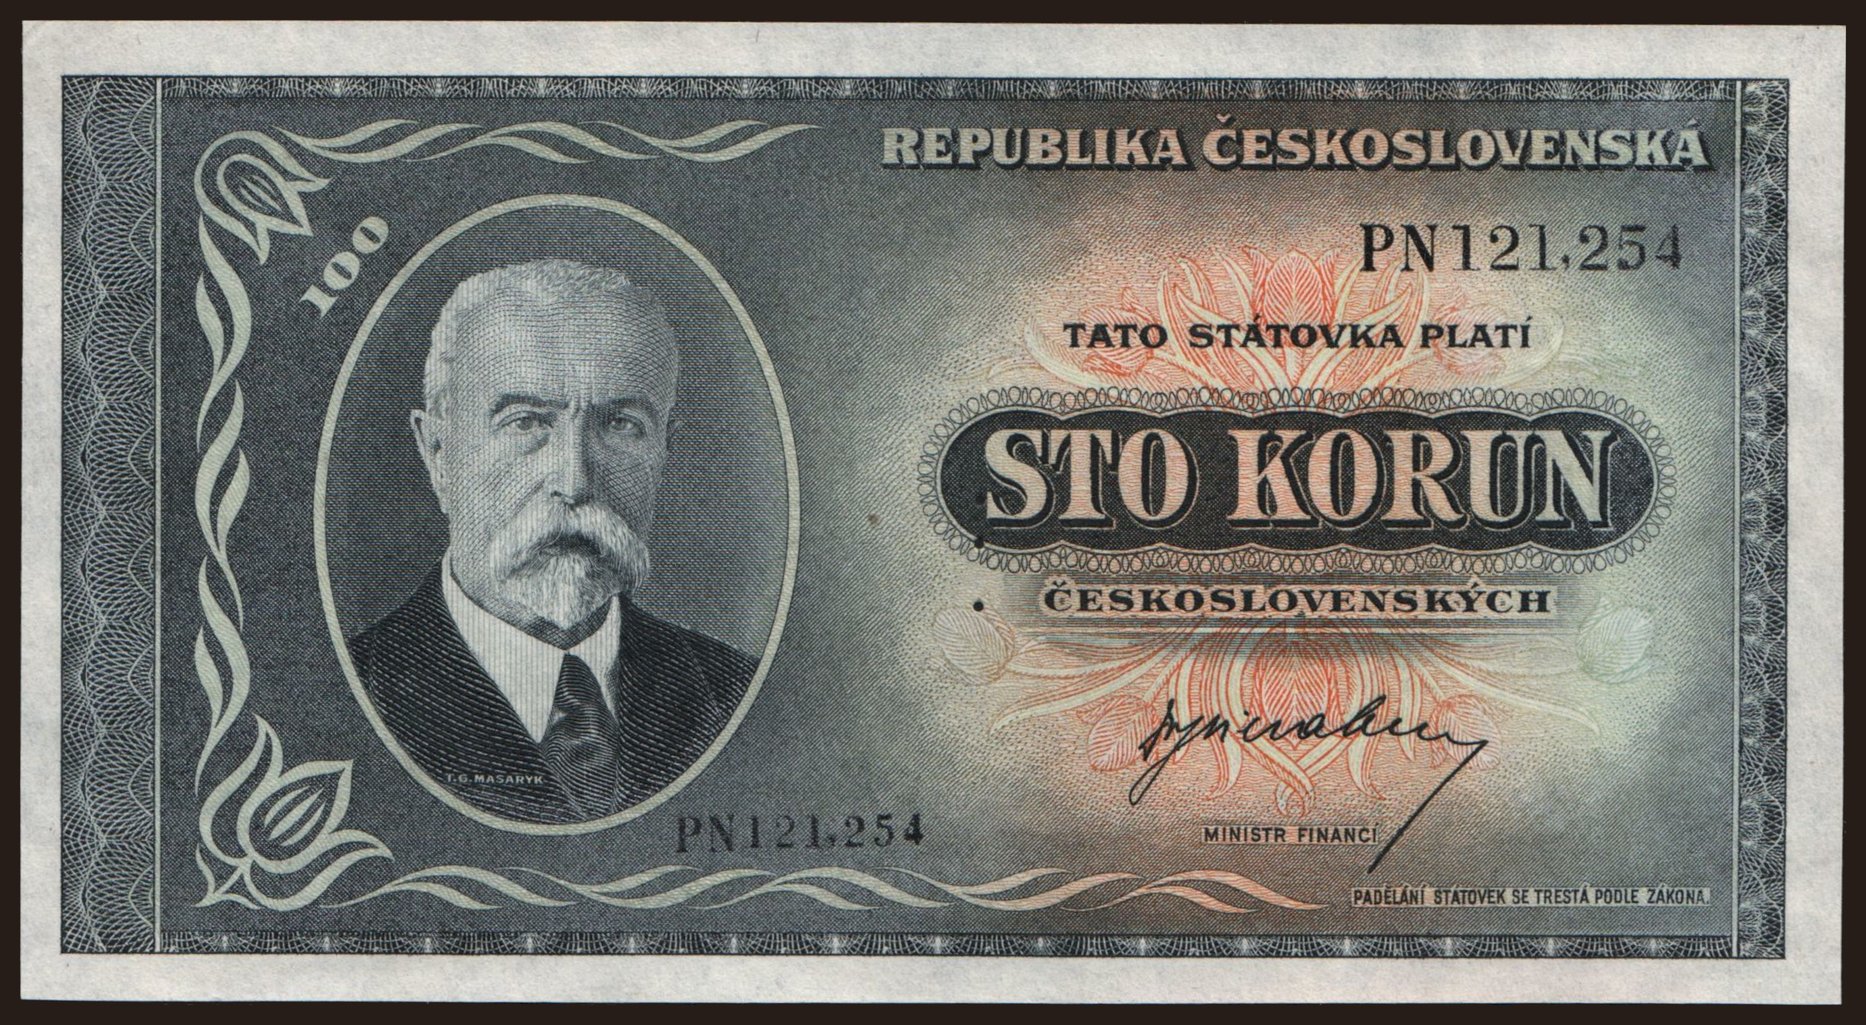 REPUBLIKA ČESKOSLOVENSKÁ
100
PN121,254
TATO STÁTOVKA PLATÍ
STO KORUN
ČESKOSLOVENSKÝCH
T.G.MASARYK
PN121,254
MINISTR FINANCÍ
PADĚLÁNÍ STÁTOVEK SE TRESTÁ PODLE ZÁKONA.